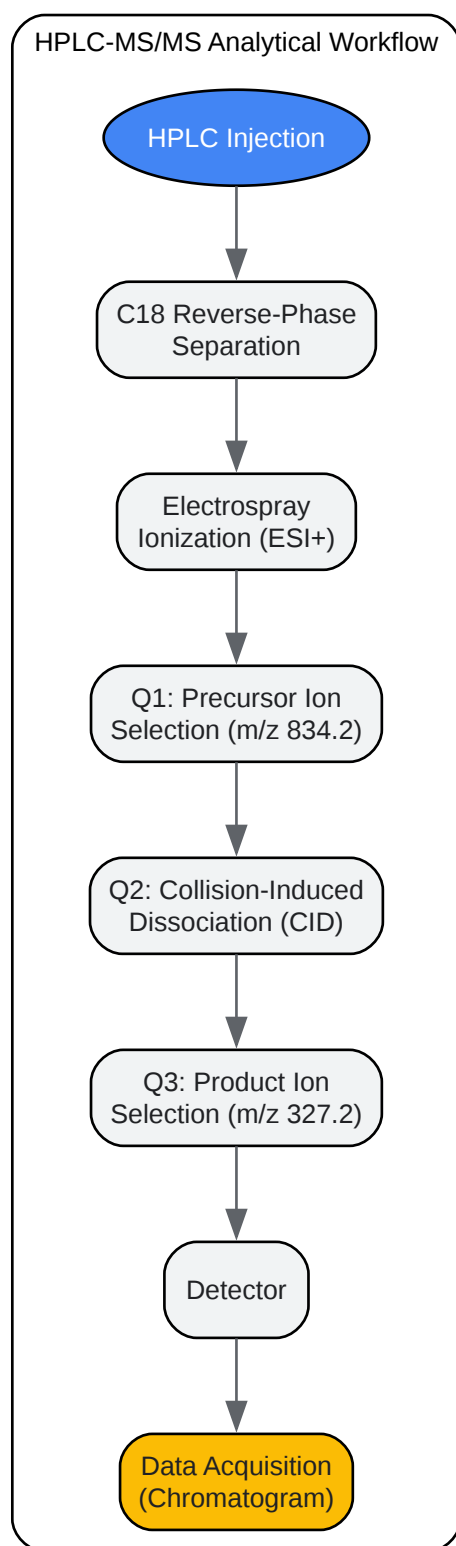 HPLC-MS/MS Analytical Workflow
HPLC Injection
C18 Reverse-Phase
Separation
Electrospray
Ionization (ESI+)
Q1: Precursor Ion
Selection (m/z 834.2)
Q2: Collision-Induced
Dissociation (CID)
Q3: Product Ion
Selection (m/z 327.2)
Detector
Data Acquisition
(Chromatogram)